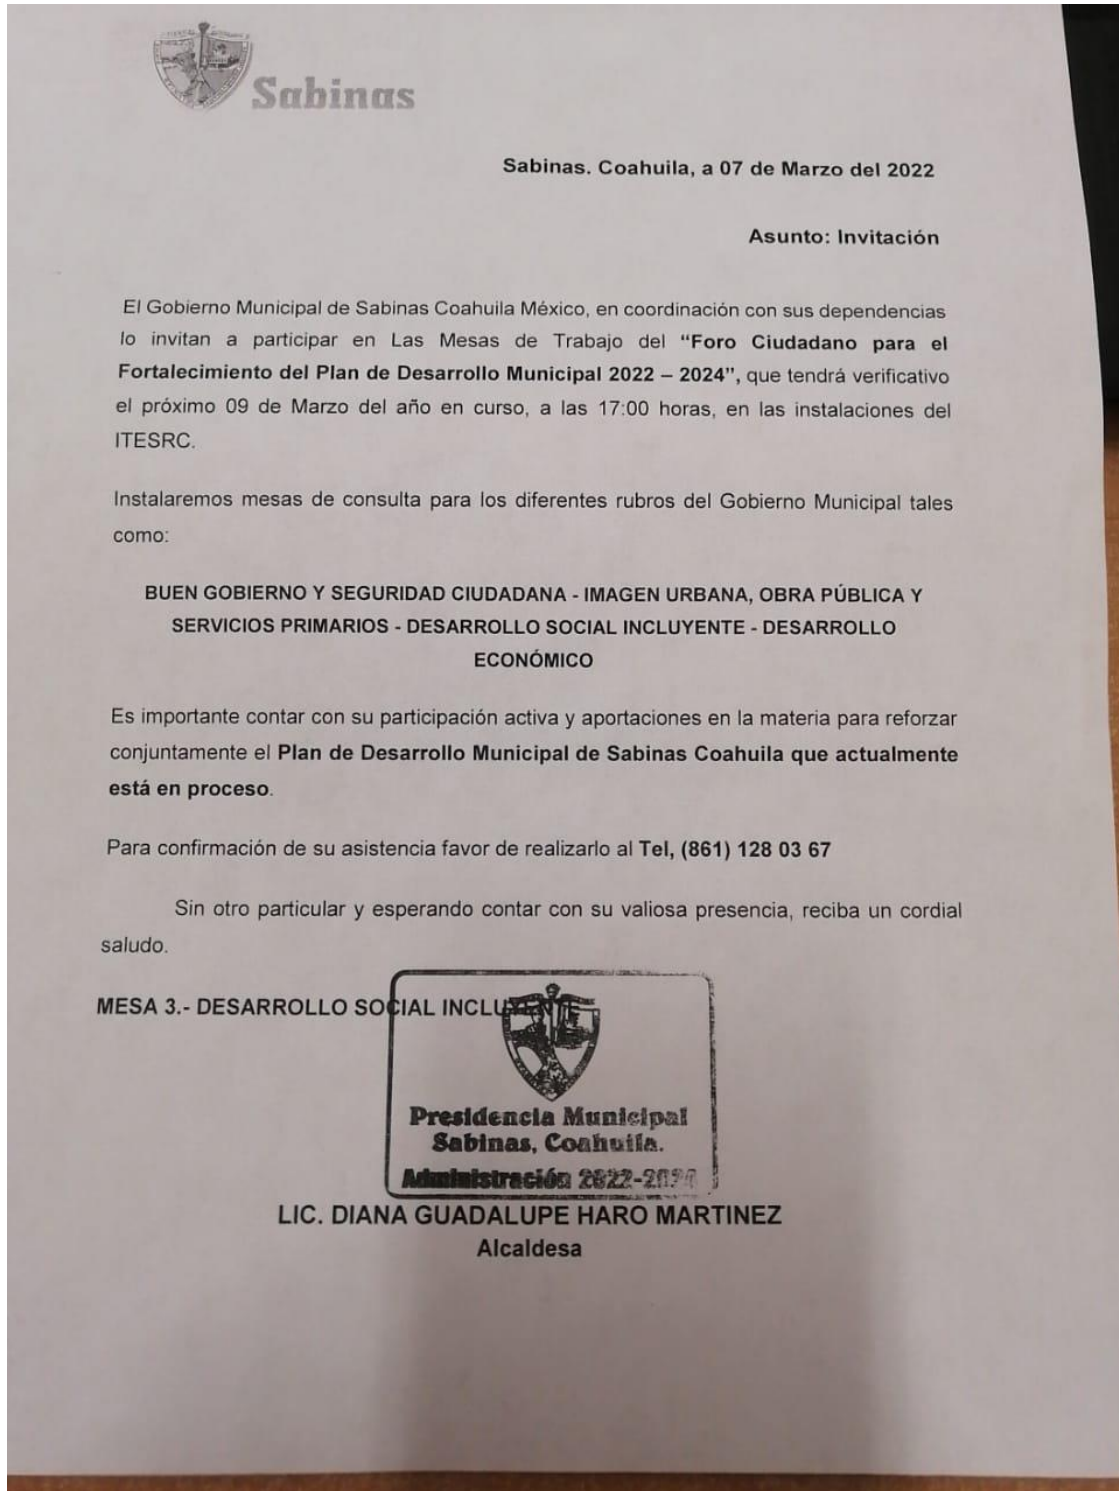 Sabinas
Sabinas. Coahuila, a 07 de Marzo del 2022
Asunto: Invitación
El Gobierno Municipal de Sabinas Coahuila México, en coordinación con sus dependencias
lo invitan a participar en Las Mesas de Trabajo del “Foro Ciudadano para el
Fortalecimiento del Plan de Desarrollo Municipal 2022 – 2024”, que tendrá verificativo
el próximo 09 de Marzo del año en curso, a las 17:00 horas, en las instalaciones del
ITESRC.
Instalaremos mesas de consulta para los diferentes rubros del Gobierno Municipal tales
como:
BUEN GOBIERNO Y SEGURIDAD CIUDADANA - IMAGEN URBANA, OBRA PÚBLICA Y
SERVICIOS PRIMARIOS - DESARROLLO SOCIAL INCLUYENTE - DESARROLLO
ECONÓMICO
Es importante contar con su participación activa y aportaciones en la materia para reforzar
conjuntamente el Plan de Desarrollo Municipal de Sabinas Coahuila que actualmente
está en proceso.
Para confirmación de su asistencia favor de realizarlo al Tel, (861) 128 03 67
Sin otro particular y esperando contar con su valiosa presencia, reciba un cordial
saludo.
MESA 3.- DESARROLLO SOCIAL INCLUYENTE
Presidencia Municipal
Sabinas, Coahuila.
Administración 2022-2024
LIC. DIANA GUADALUPE HARO MARTINEZ
Alcaldesa